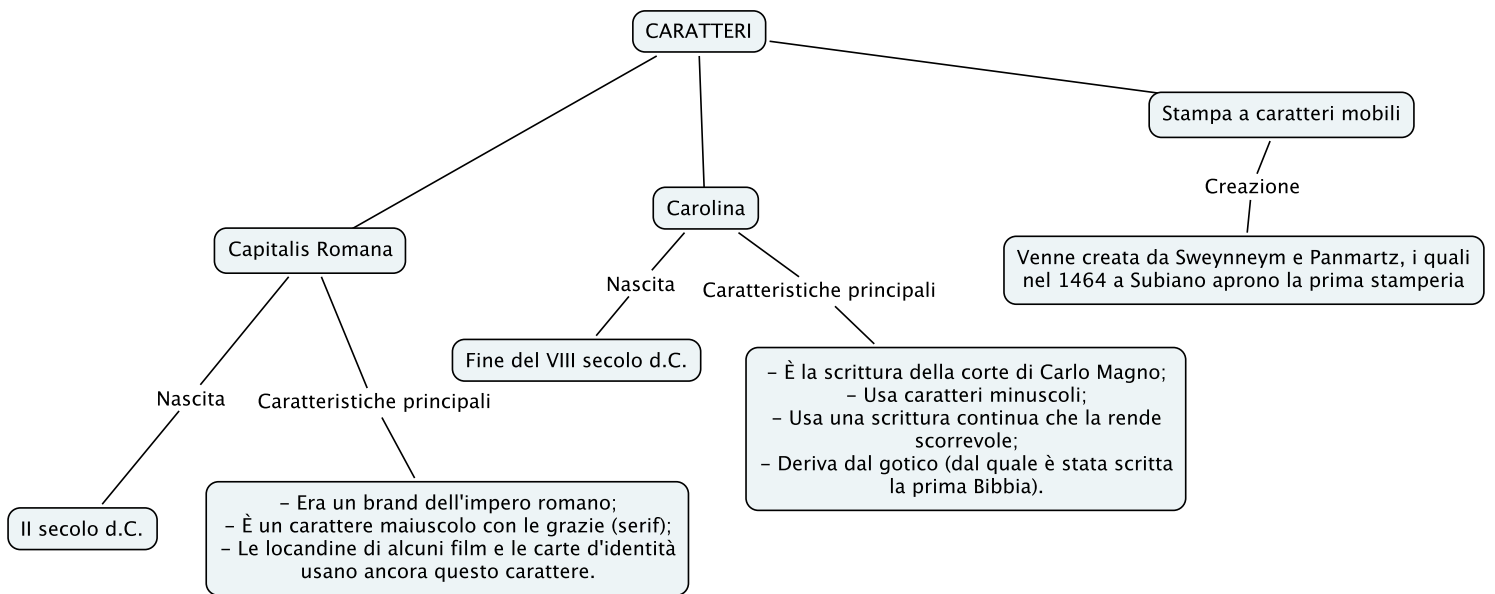 CARATTERI
Stampa a caratteri mobili
Creazione
Venne creata da Sweynneym e Panmartz, i quali
nel 1464 a Subiano aprono la prima stamperia
Carolina
Nascita
Caratteristiche principali
Fine del VIII secolo d.C.
– È la scrittura della corte di Carlo Magno;
– Usa caratteri minuscoli;
– Usa una scrittura continua che la rende
scorrevole;
– Deriva dal gotico (dal quale è stata scritta
la prima Bibbia).
Capitalis Romana
Nascita
Caratteristiche principali
II secolo d.C.
– Era un brand dell'impero romano;
– È un carattere maiuscolo con le grazie (serif);
– Le locandine di alcuni film e le carte d'identità
usano ancora questo carattere.